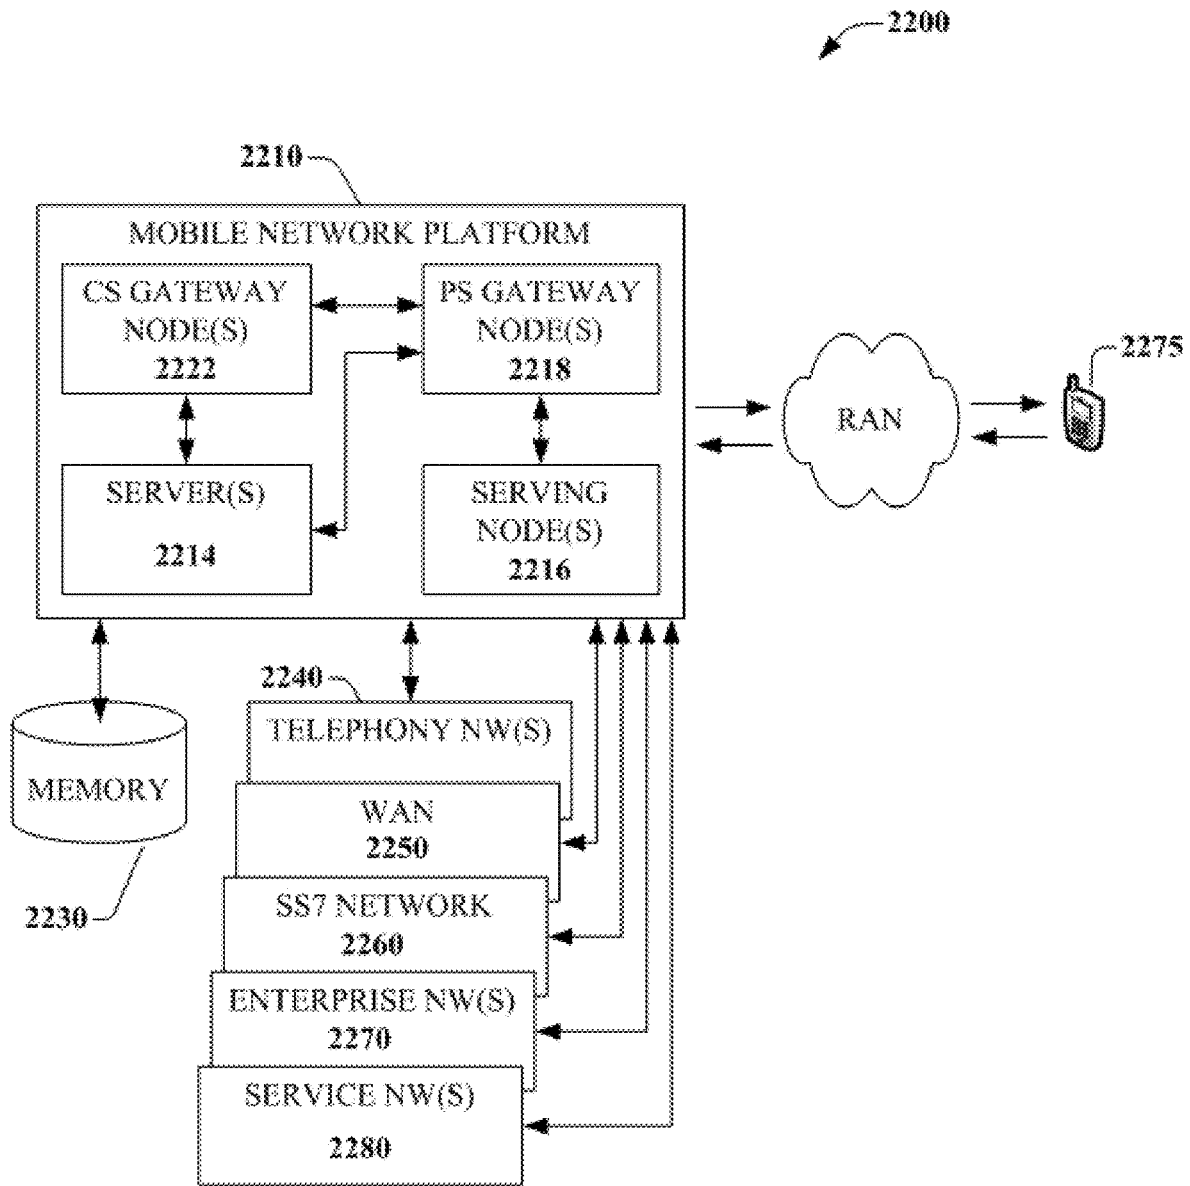 2200
2210
MOBILE NETWORK PLATFORM
CS GATEWAY
NODE(S)
2222
PS GATEWAY
NODE(S)
2218
SERVER(S)
2214
SERVING
NODE(S)
2216
RAN
2275
2240
TELEPHONY NW(S)
MEMORY
2230
WAN
2250
SS7 NETWORK
2260
ENTERPRISE NW(S)
2270
SERVICE NW(S)
2280